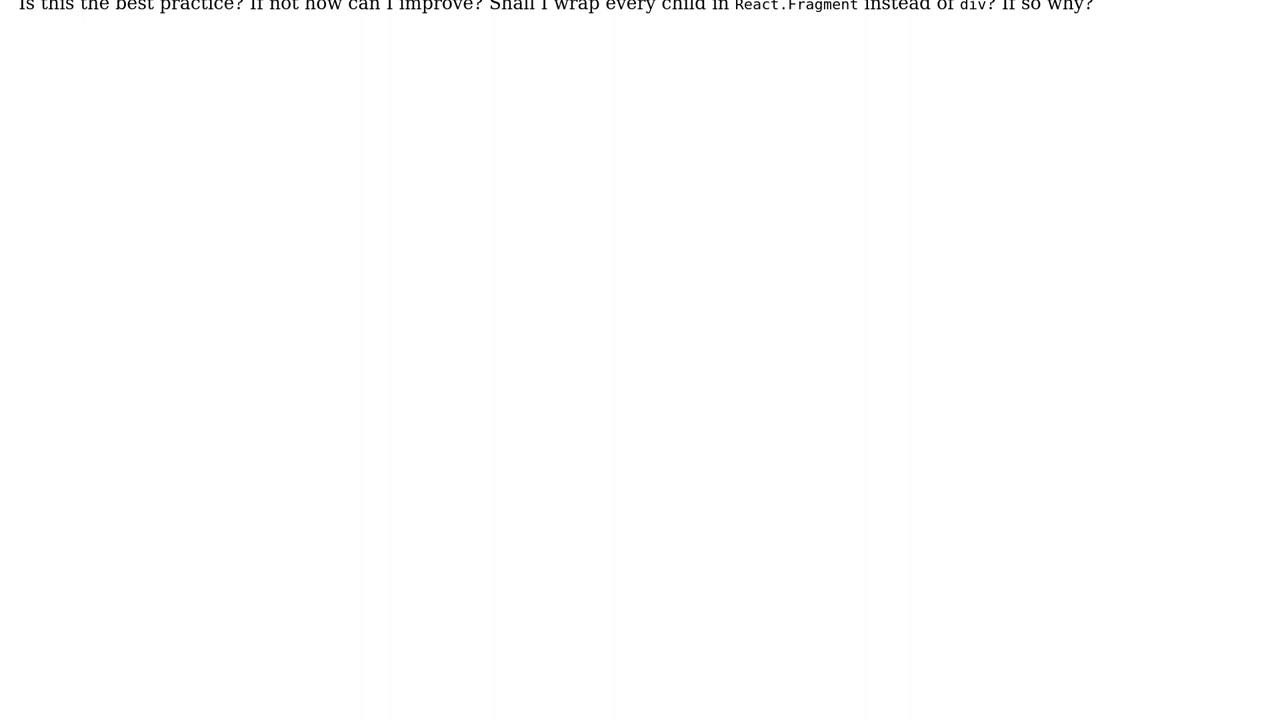 Is this the best practice? If not how can I improve? Shall I wrap every child in React.Fragment instead of div? If so why?